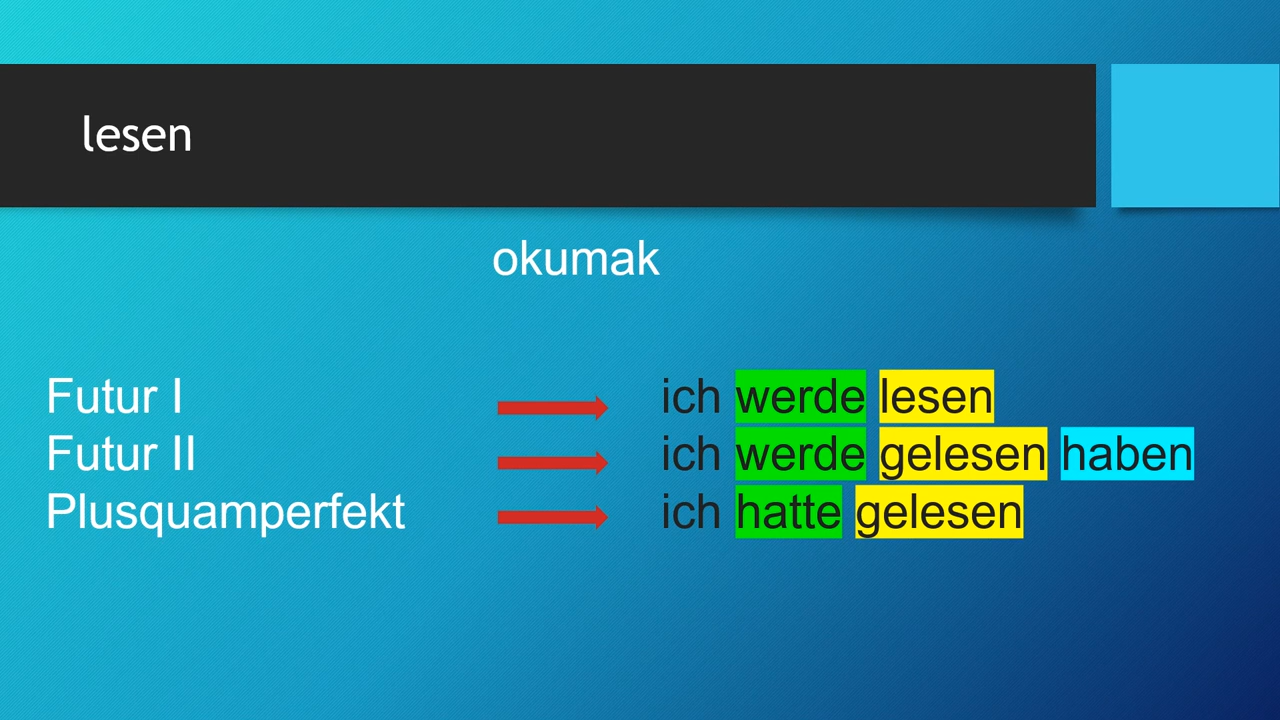 lesen
okumak
Futur I ich werde lesen
Futur II ich werde gelesen haben
Plusquamperfekt ich hatte gelesen